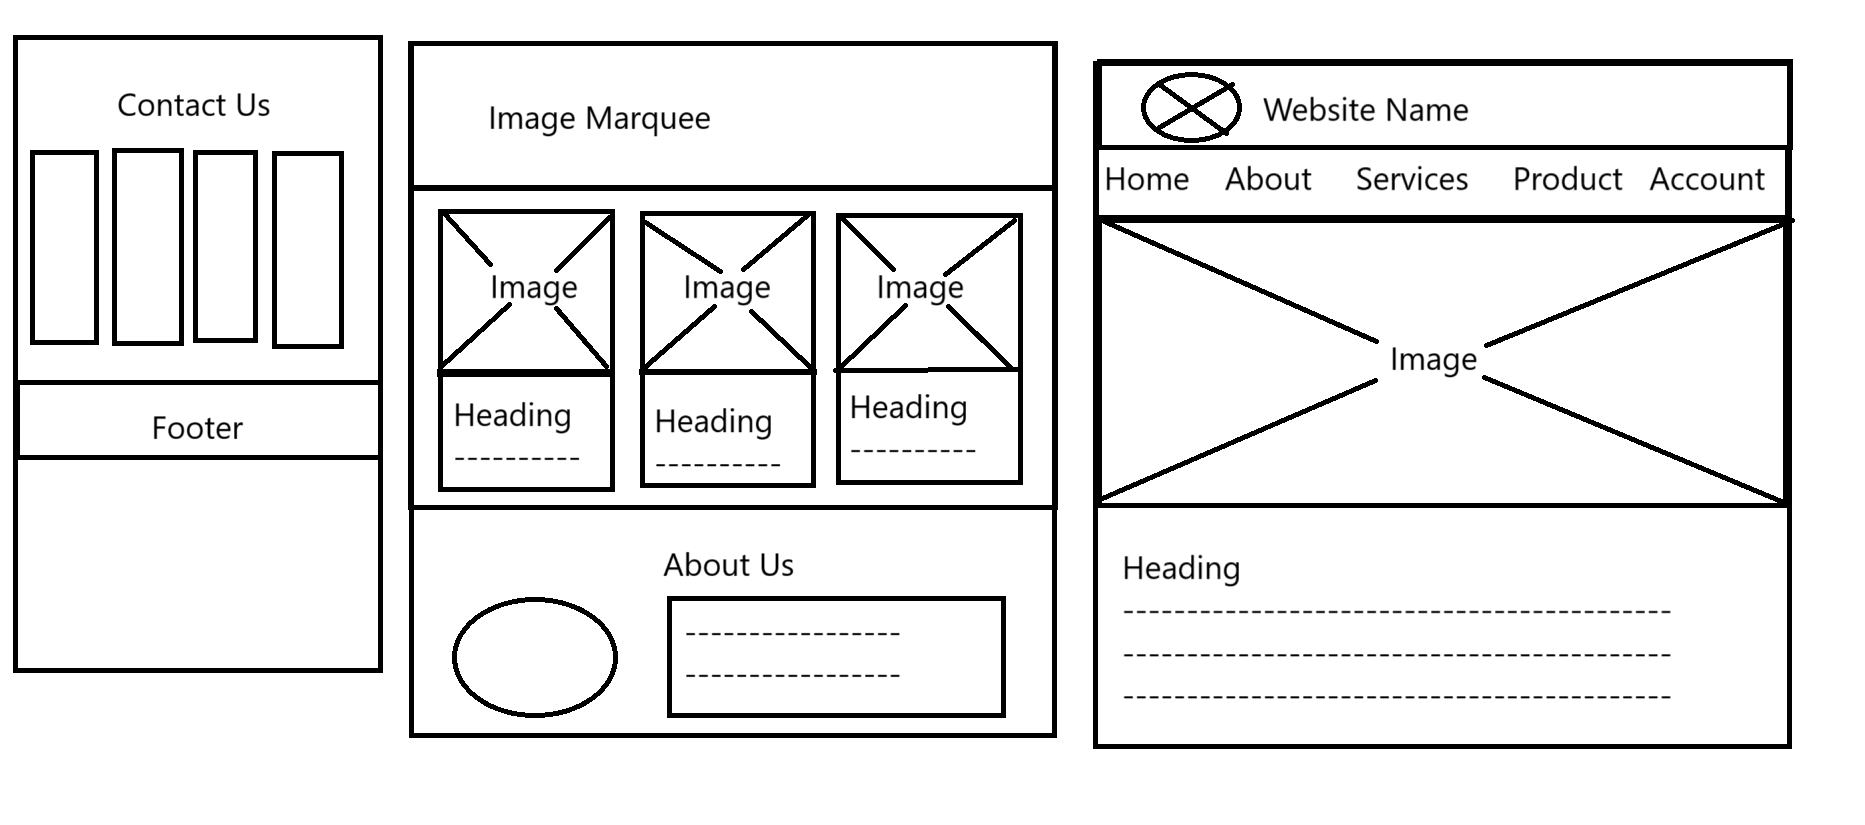 Contact Us
Footer
Image Marquee
Image Image Image
Heading Heading Heading
---------- ---------- ----------
About Us
-----------------
-----------------
Website Name
Home About Services Product Account
Image
Heading
-------------------------------------------
-------------------------------------------
-------------------------------------------